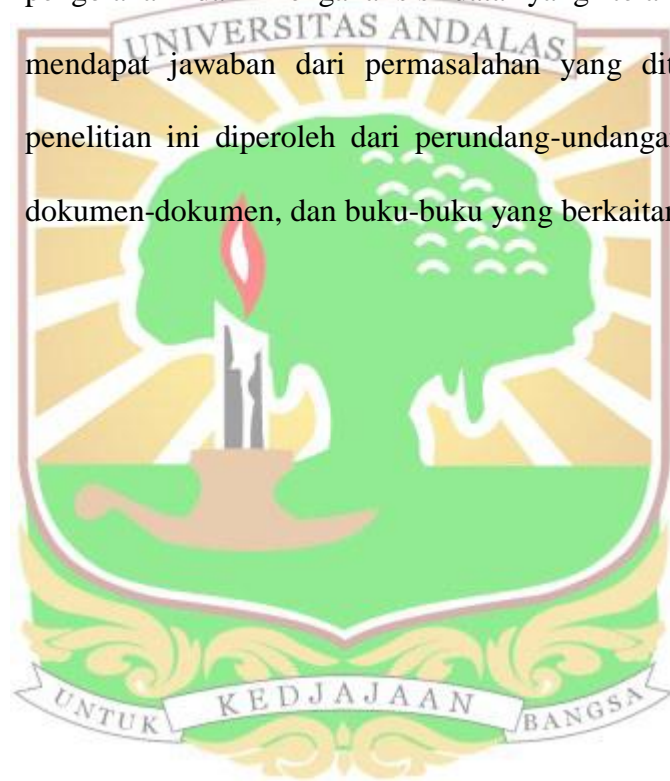 UNIVERSITAS ANDALAS
mendapat jawaban dari permasalahan yang
penelitian ini diperoleh dari
dokumen-dokumen, dan buku-buku yang
UNTUK KEDJAJAAN BANGSA